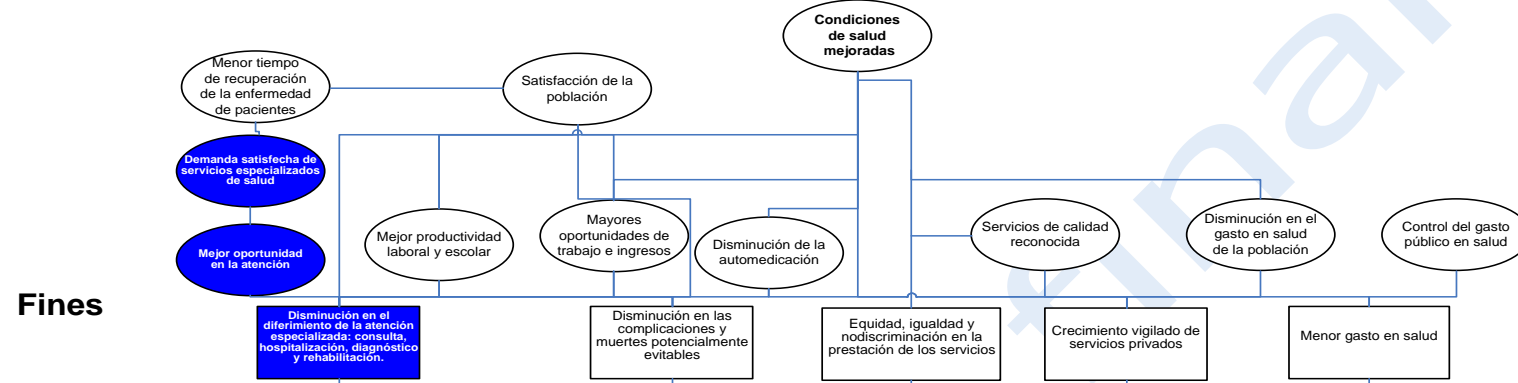 Condiciones
de salud
mejoradas
Menor tiempo
de recuperación
de la enfermedad
de pacientes
Satisfacción de la
población
Demanda satisfecha de
servicios especializados
de salud
Mejor oportunidad
en la atención
Mejor productividad
laboral y escolar
Mayores
oportunidades de
trabajo e ingresos
Disminución de la
automedicación
Servicios de calidad
reconocida
Disminución en el
gasto en salud
de la población
Control del gasto
público en salud
Fines
Disminución en el
diferimiento de la atención
especializada: consulta,
hospitalización, diagnóstico
y rehabilitación.
Disminución en las
complicaciones y
muertes potencialmente
evitables
Equidad, igualdad y
nodiscriminación en la
prestación de los servicios
Crecimiento vigilado de
servicios privados
Menor gasto en salud